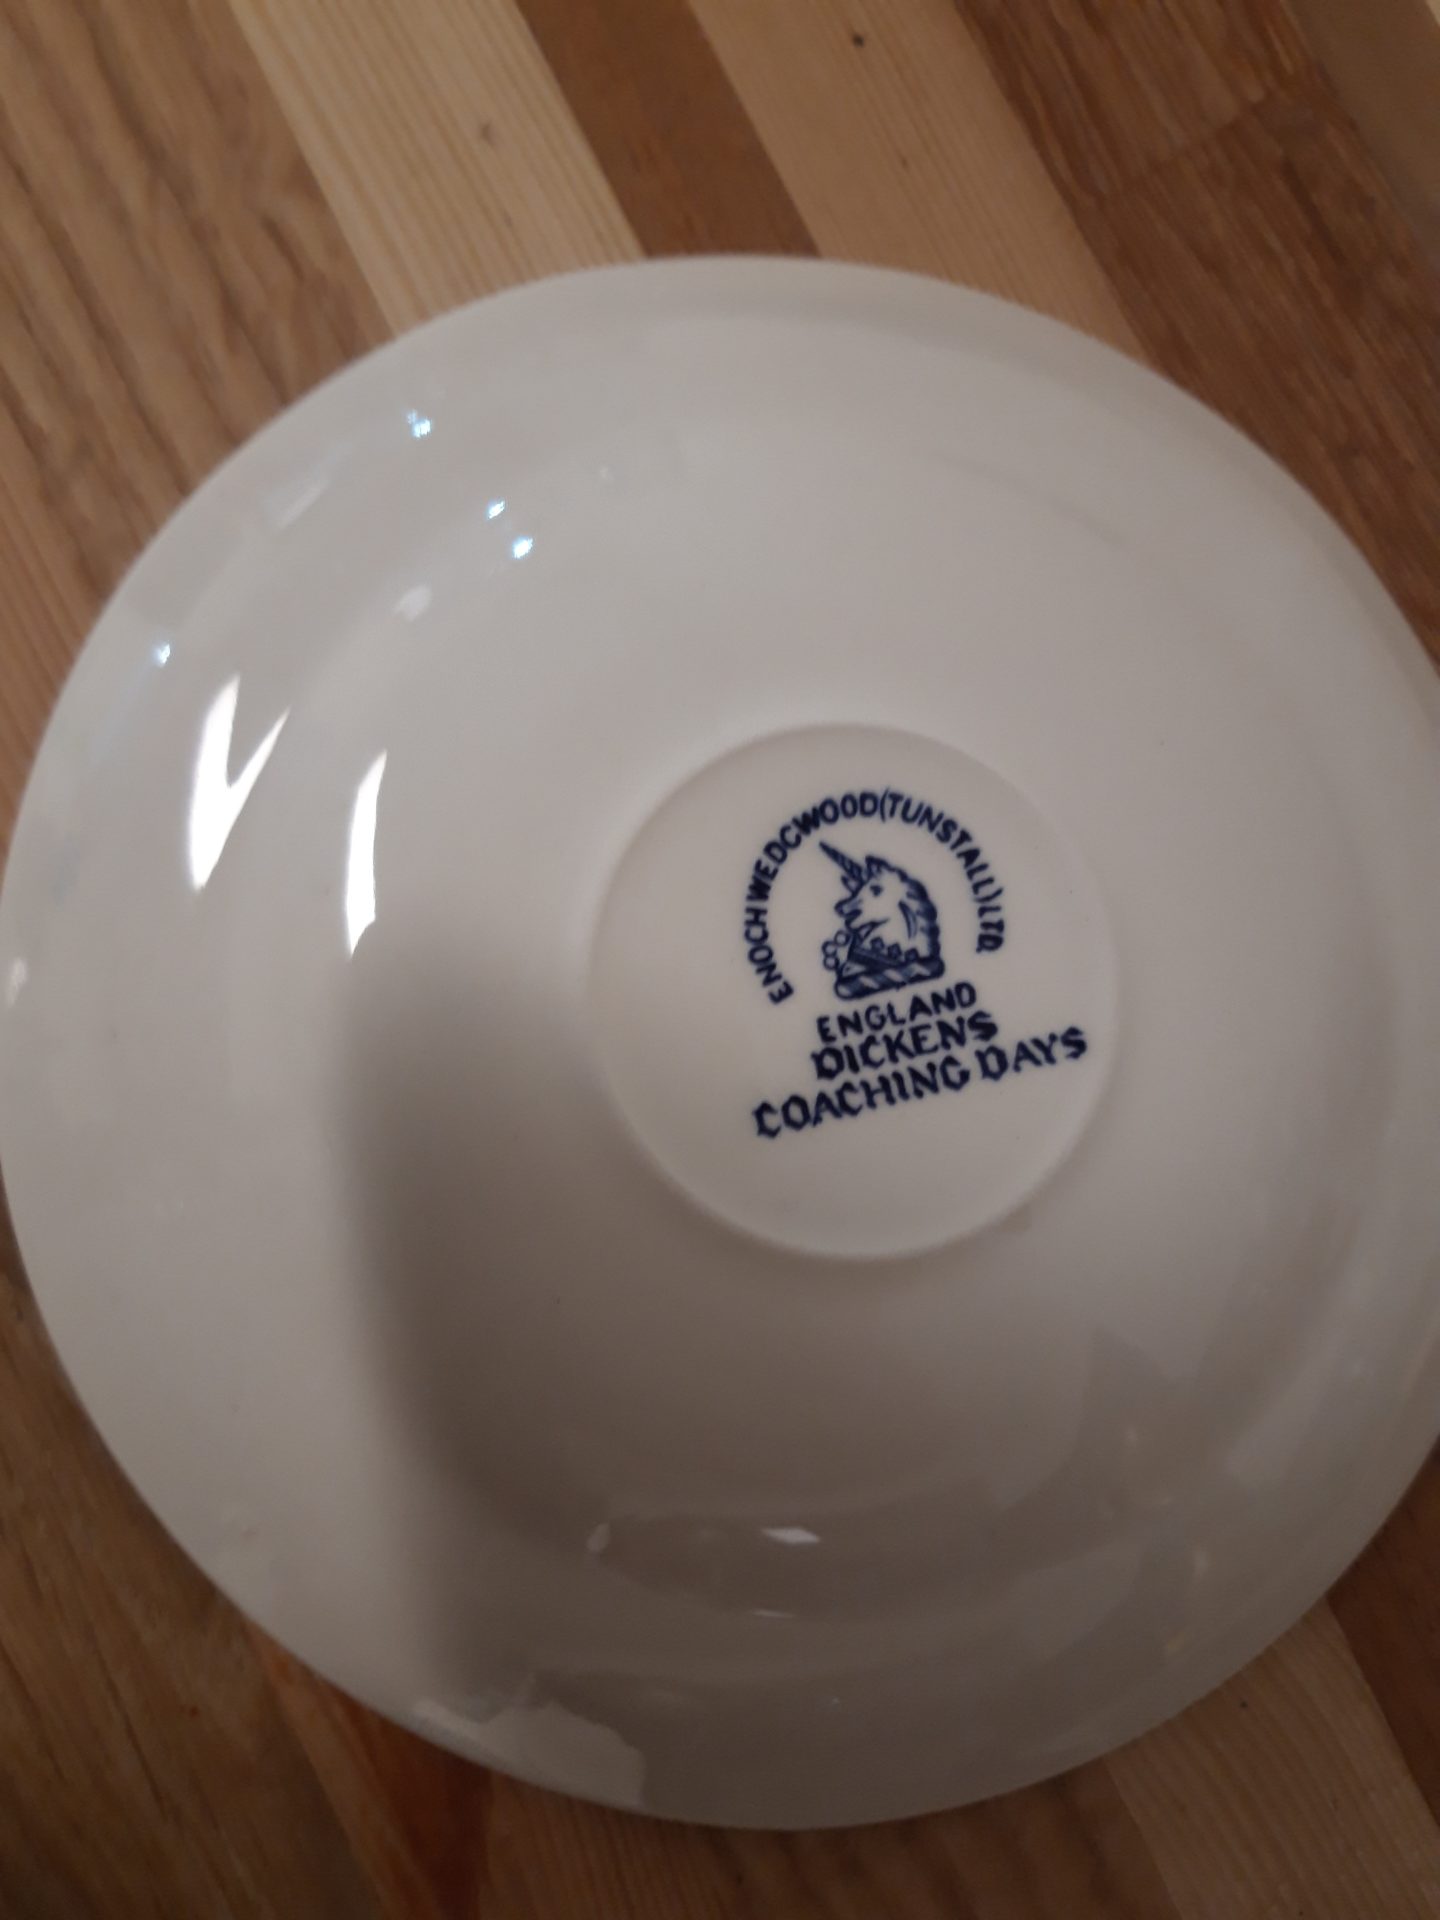 ENOCH WEDGWOOD (TUNSTALL) LTD.
ENGLAND
DICKENS
COACHING DAYS